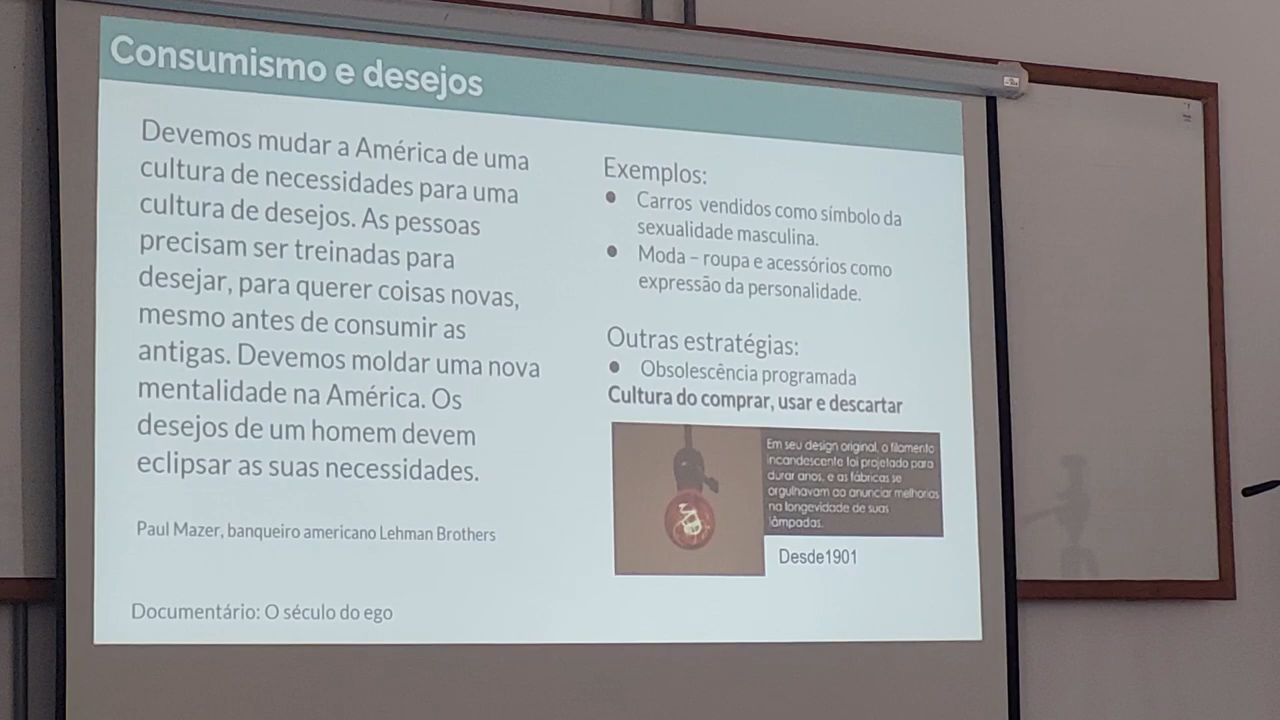 Consumismo e desejos
Devemos mudar a América de uma
cultura de necessidades para uma
cultura de desejos. As pessoas
precisam ser treinadas para
desejar, para querer coisas novas,
mesmo antes de consumir as
antigas. Devemos moldar uma nova
mentalidade na América. Os
desejos de um homem devem
eclipsar as suas necessidades.
Paul Mazer, banqueiro americano Lehman Brothers
Documentário: O século do ego
Exemplos:
● Carros vendidos como símbolo da
sexualidade masculina.
● Moda – roupa e acessórios como
expressão da personalidade.
Outras estratégias:
● Obsolescência programada
Cultura do comprar, usar e descartar
Em seu design original, o filamento
incandescente foi projetado para
durar anos, e as fábricas se
orgulhavam ao anunciar melhorias
na longevidade de suas
lâmpadas.
Desde1901